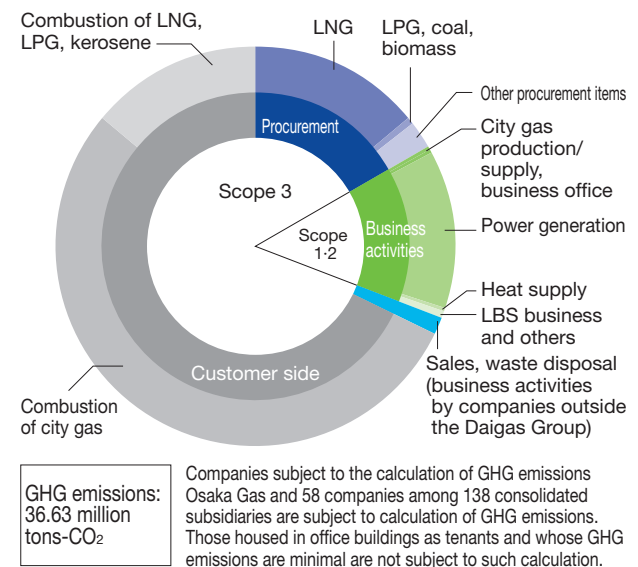 Combustion of LNG,
LPG, kerosene
LNG
LPG, coal,
biomass
Other procurement items
City gas
production/
supply,
business office
Power generation
Heat supply
LBS business
and others
Sales, waste disposal
(business activities
by companies outside
the Daigas Group)
Procurement
Scope 3
Scope
1·2
Business
activities
Customer side
Combustion
of city gas
GHG emissions:
36.63 million
tons-CO2
Companies subject to the calculation of GHG emissions
Osaka Gas and 58 companies among 138 consolidated
subsidiaries are subject to calculation of GHG emissions.
Those housed in office buildings as tenants and whose GHG
emissions are minimal are not subject to such calculation.